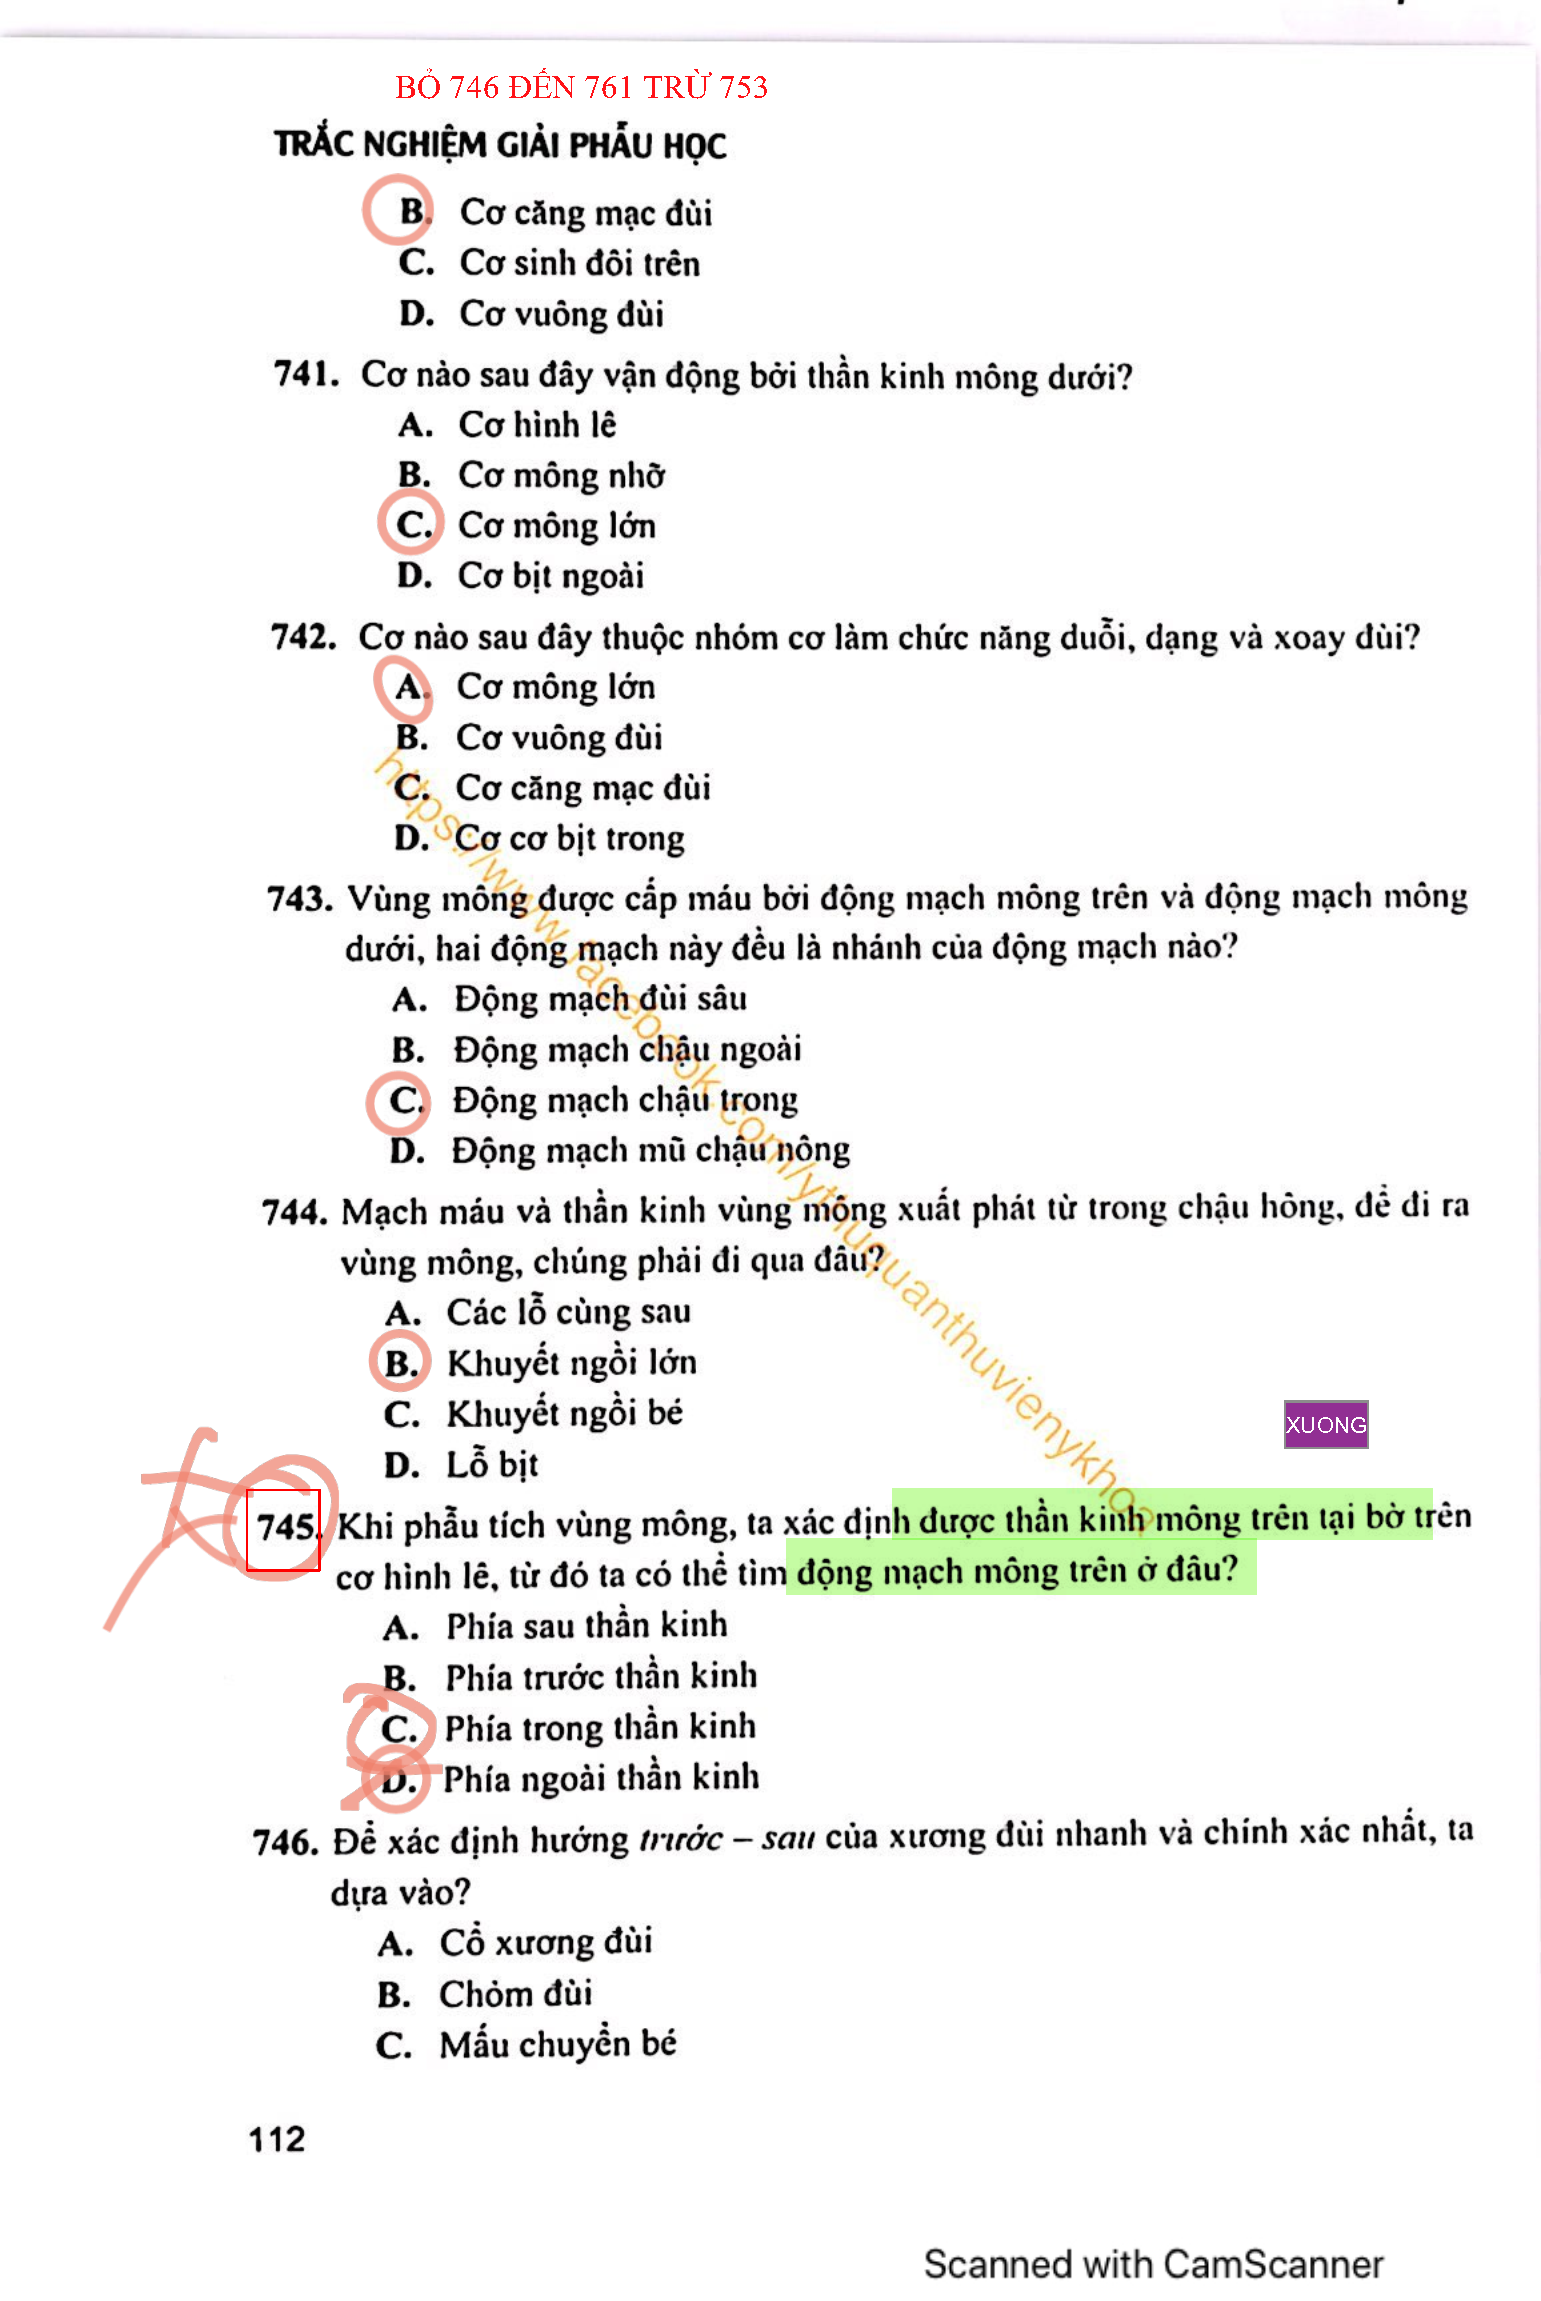 BỎ 746 ĐẾN 761 TRỪ 753
TRẮC NGHIỆM GIẢI PHẪU HỌC
B. Cơ căng mạc đùi
C. Cơ sinh đôi trên
D. Cơ vuông đùi
741. Cơ nào sau đây vận động bởi thần kinh mông dưới?
A. Cơ hình lê
B. Cơ mông nhỡ
C. Cơ mông lớn
D. Cơ bịt ngoài
742. Cơ nào sau đây thuộc nhóm cơ làm chức năng duỗi, dạng và xoay đùi?
A. Cơ mông lớn
B. Cơ vuông đùi
C. Cơ căng mạc đùi
D. Cơ cơ bịt trong
743. Vùng mông được cấp máu bởi động mạch mông trên và động mạch mông
dưới, hai động mạch này đều là nhánh của động mạch nào?
A. Động mạch đùi sâu
B. Động mạch chậu ngoài
C. Động mạch chậu trong
D. Động mạch mũ chậu nông
744. Mạch máu và thần kinh vùng mông xuất phát từ trong chậu hông, để đi ra
vùng mông, chúng phải đi qua đâu?
A. Các lỗ cùng sau
B. Khuyết ngồi lớn
C. Khuyết ngồi bé
D. Lỗ bịt
XUONG
745. Khi phẫu tích vùng mông, ta xác định được thần kinh mông trên tại bờ trên
cơ hình lê, từ đó ta có thể tìm động mạch mông trên ở đâu?
A. Phía sau thần kinh
B. Phía trước thần kinh
C. Phía trong thần kinh
D. Phía ngoài thần kinh
746. Để xác định hướng trước – sau của xương đùi nhanh và chính xác nhất, ta
dựa vào?
A. Cổ xương đùi
B. Chỏm đùi
C. Mấu chuyển bé
112
https://www.facebook.com/ythuquanthuvienykhoa
Scanned with CamScanner